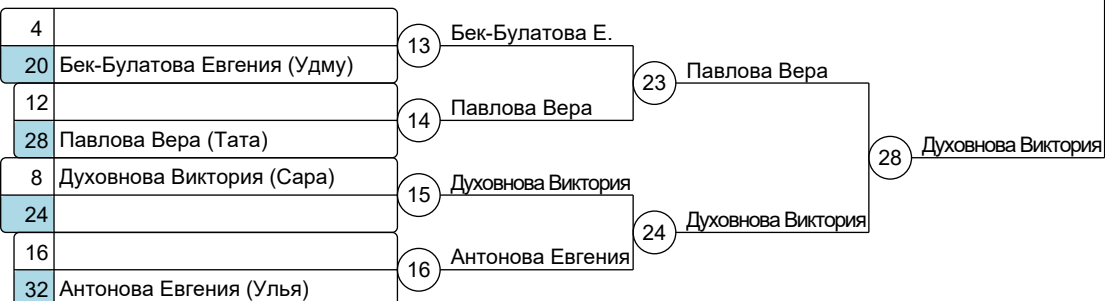 4
20 Бек-Булатова Евгения (Удму)
13 Бек-Булатова Е.
12
28 Павлова Вера (Тата)
14 Павлова Вера
23 Павлова Вера
8 Духовнова Виктория (Сара)
24
15 Духовнова Виктория
16
32 Антонова Евгения (Улья)
16 Антонова Евгения
24 Духовнова Виктория
28 Духовнова Виктория